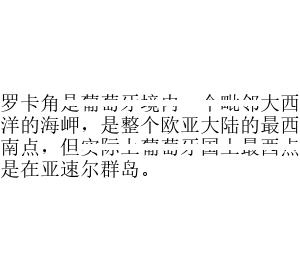 罗卡角是葡萄牙境内 个毗邻大西
洋的海岬，是整个欧亚大陆的最西
南点，但实际上葡萄牙国土最西点
是在亚速尔群岛。